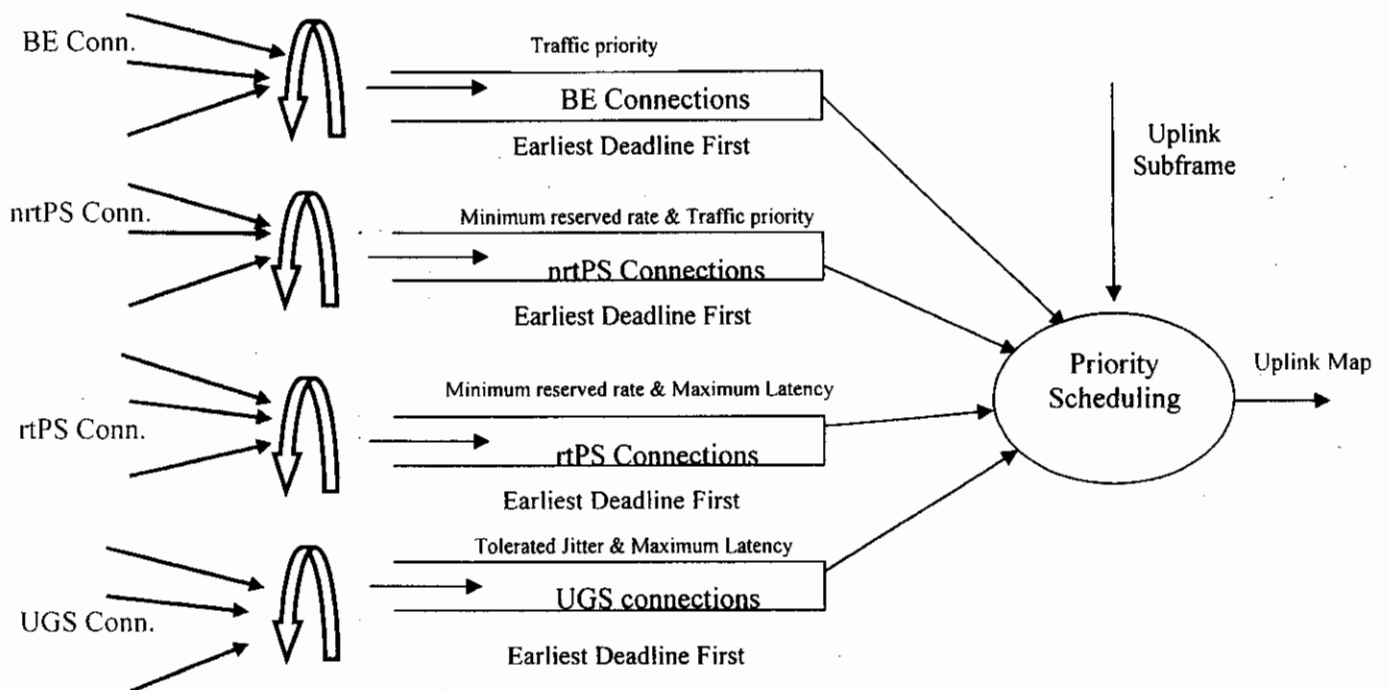 BE Conn.
Traffic priority
BE Connections
Earliest Deadline First
Uplink
Subframe
nrtPS Conn.
Minimum reserved rate & Traffic priority
nrtPS Connections
Earliest Deadline First
Priority
Scheduling
Uplink Map
rtPS Conn.
Minimum reserved rate & Maximum Latency
rtPS Connections
Earliest Deadline First
UGS Conn.
Tolerated Jitter & Maximum Latency
UGS connections
Earliest Deadline First